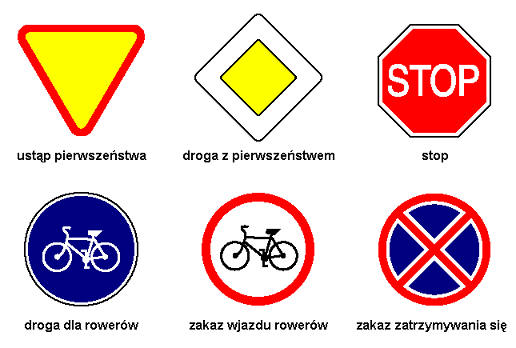 STOP
ustąp pierwszeństwa
droga z pierwszeństwem
stop
droga dla rowerów
zakaz wjazdu rowerów
zakaz zatrzymywania się